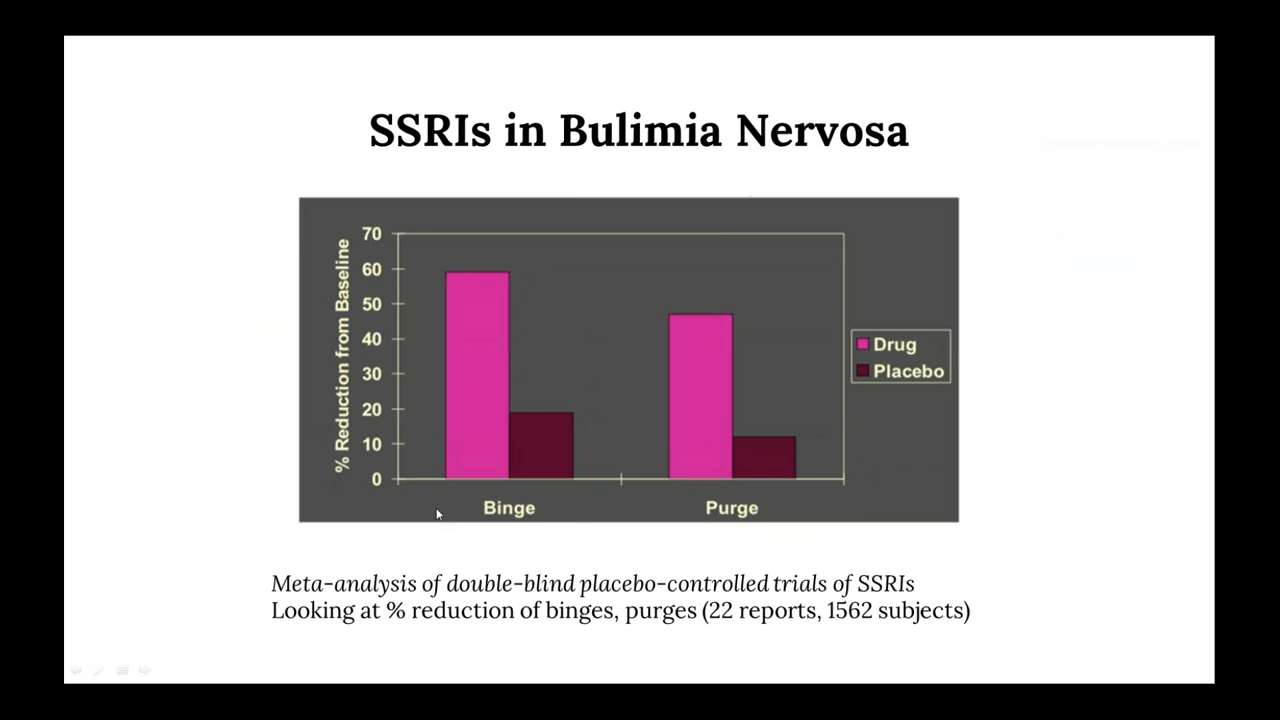 SSRIs in Bulimia Nervosa
% Reduction from Baseline
70
60
50
40
30
20
10
0
Binge
Purge
Drug
Placebo
Meta-analysis of double-blind placebo-controlled trials of SSRIs
Looking at % reduction of binges, purges (22 reports, 1562 subjects)